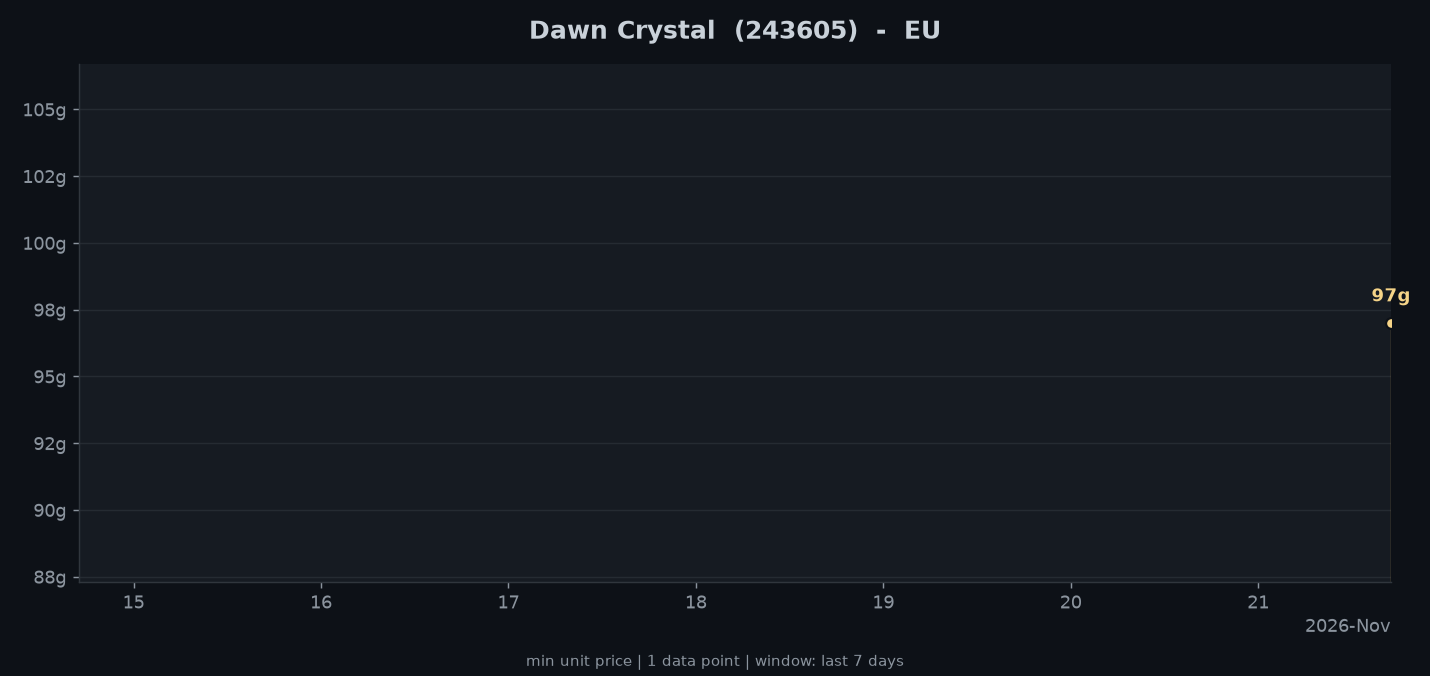 Dawn Crystal (243605) - EU
105g
102g
100g
98g
97g
95g
92g
90g
88g
15 16 17 18 19 20 21
2026-Nov
min unit price | 1 data point | window: last 7 days